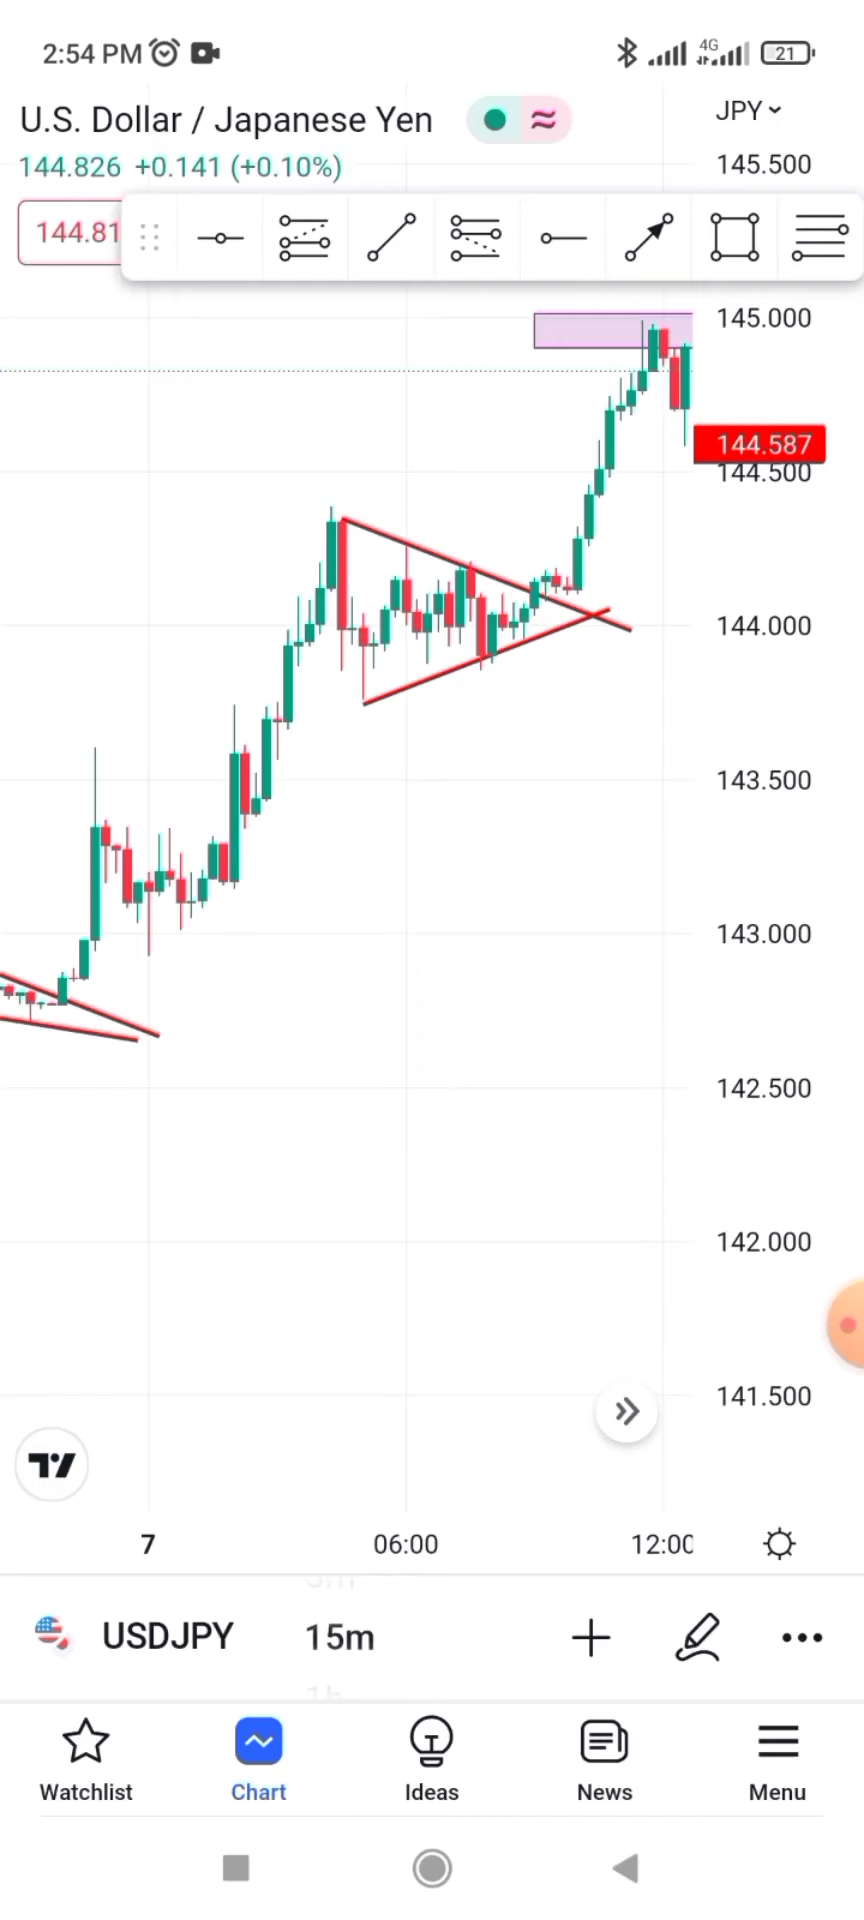 2:54 PM 4G 21
U.S. Dollar / Japanese Yen
JPY
144.826 +0.141 (+0.10%)
145.500
144.81
145.000
144.587
144.500
144.000
143.500
143.000
142.500
142.000
141.500
7 06:00 12:00
USDJPY 15m
Watchlist Chart Ideas News Menu